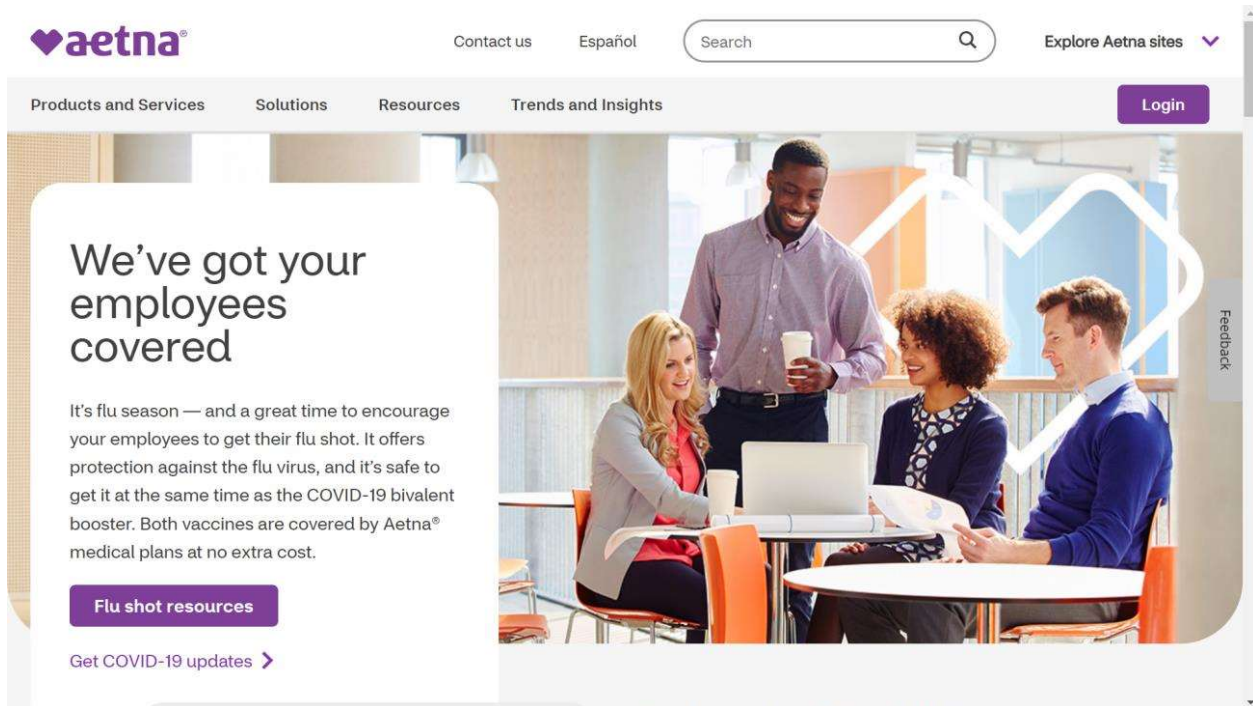 aetna®
Contact us
Español
Search
Explore Aetna sites
Products and Services
Solutions
Resources
Trends and Insights
Login
We've got your
employees
covered
It's flu season — and a great time to encourage
your employees to get their flu shot. It offers
protection against the flu virus, and it's safe to
get it at the same time as the COVID-19 bivalent
booster. Both vaccines are covered by Aetna®
medical plans at no extra cost.
Flu shot resources
Get COVID-19 updates
Feedback